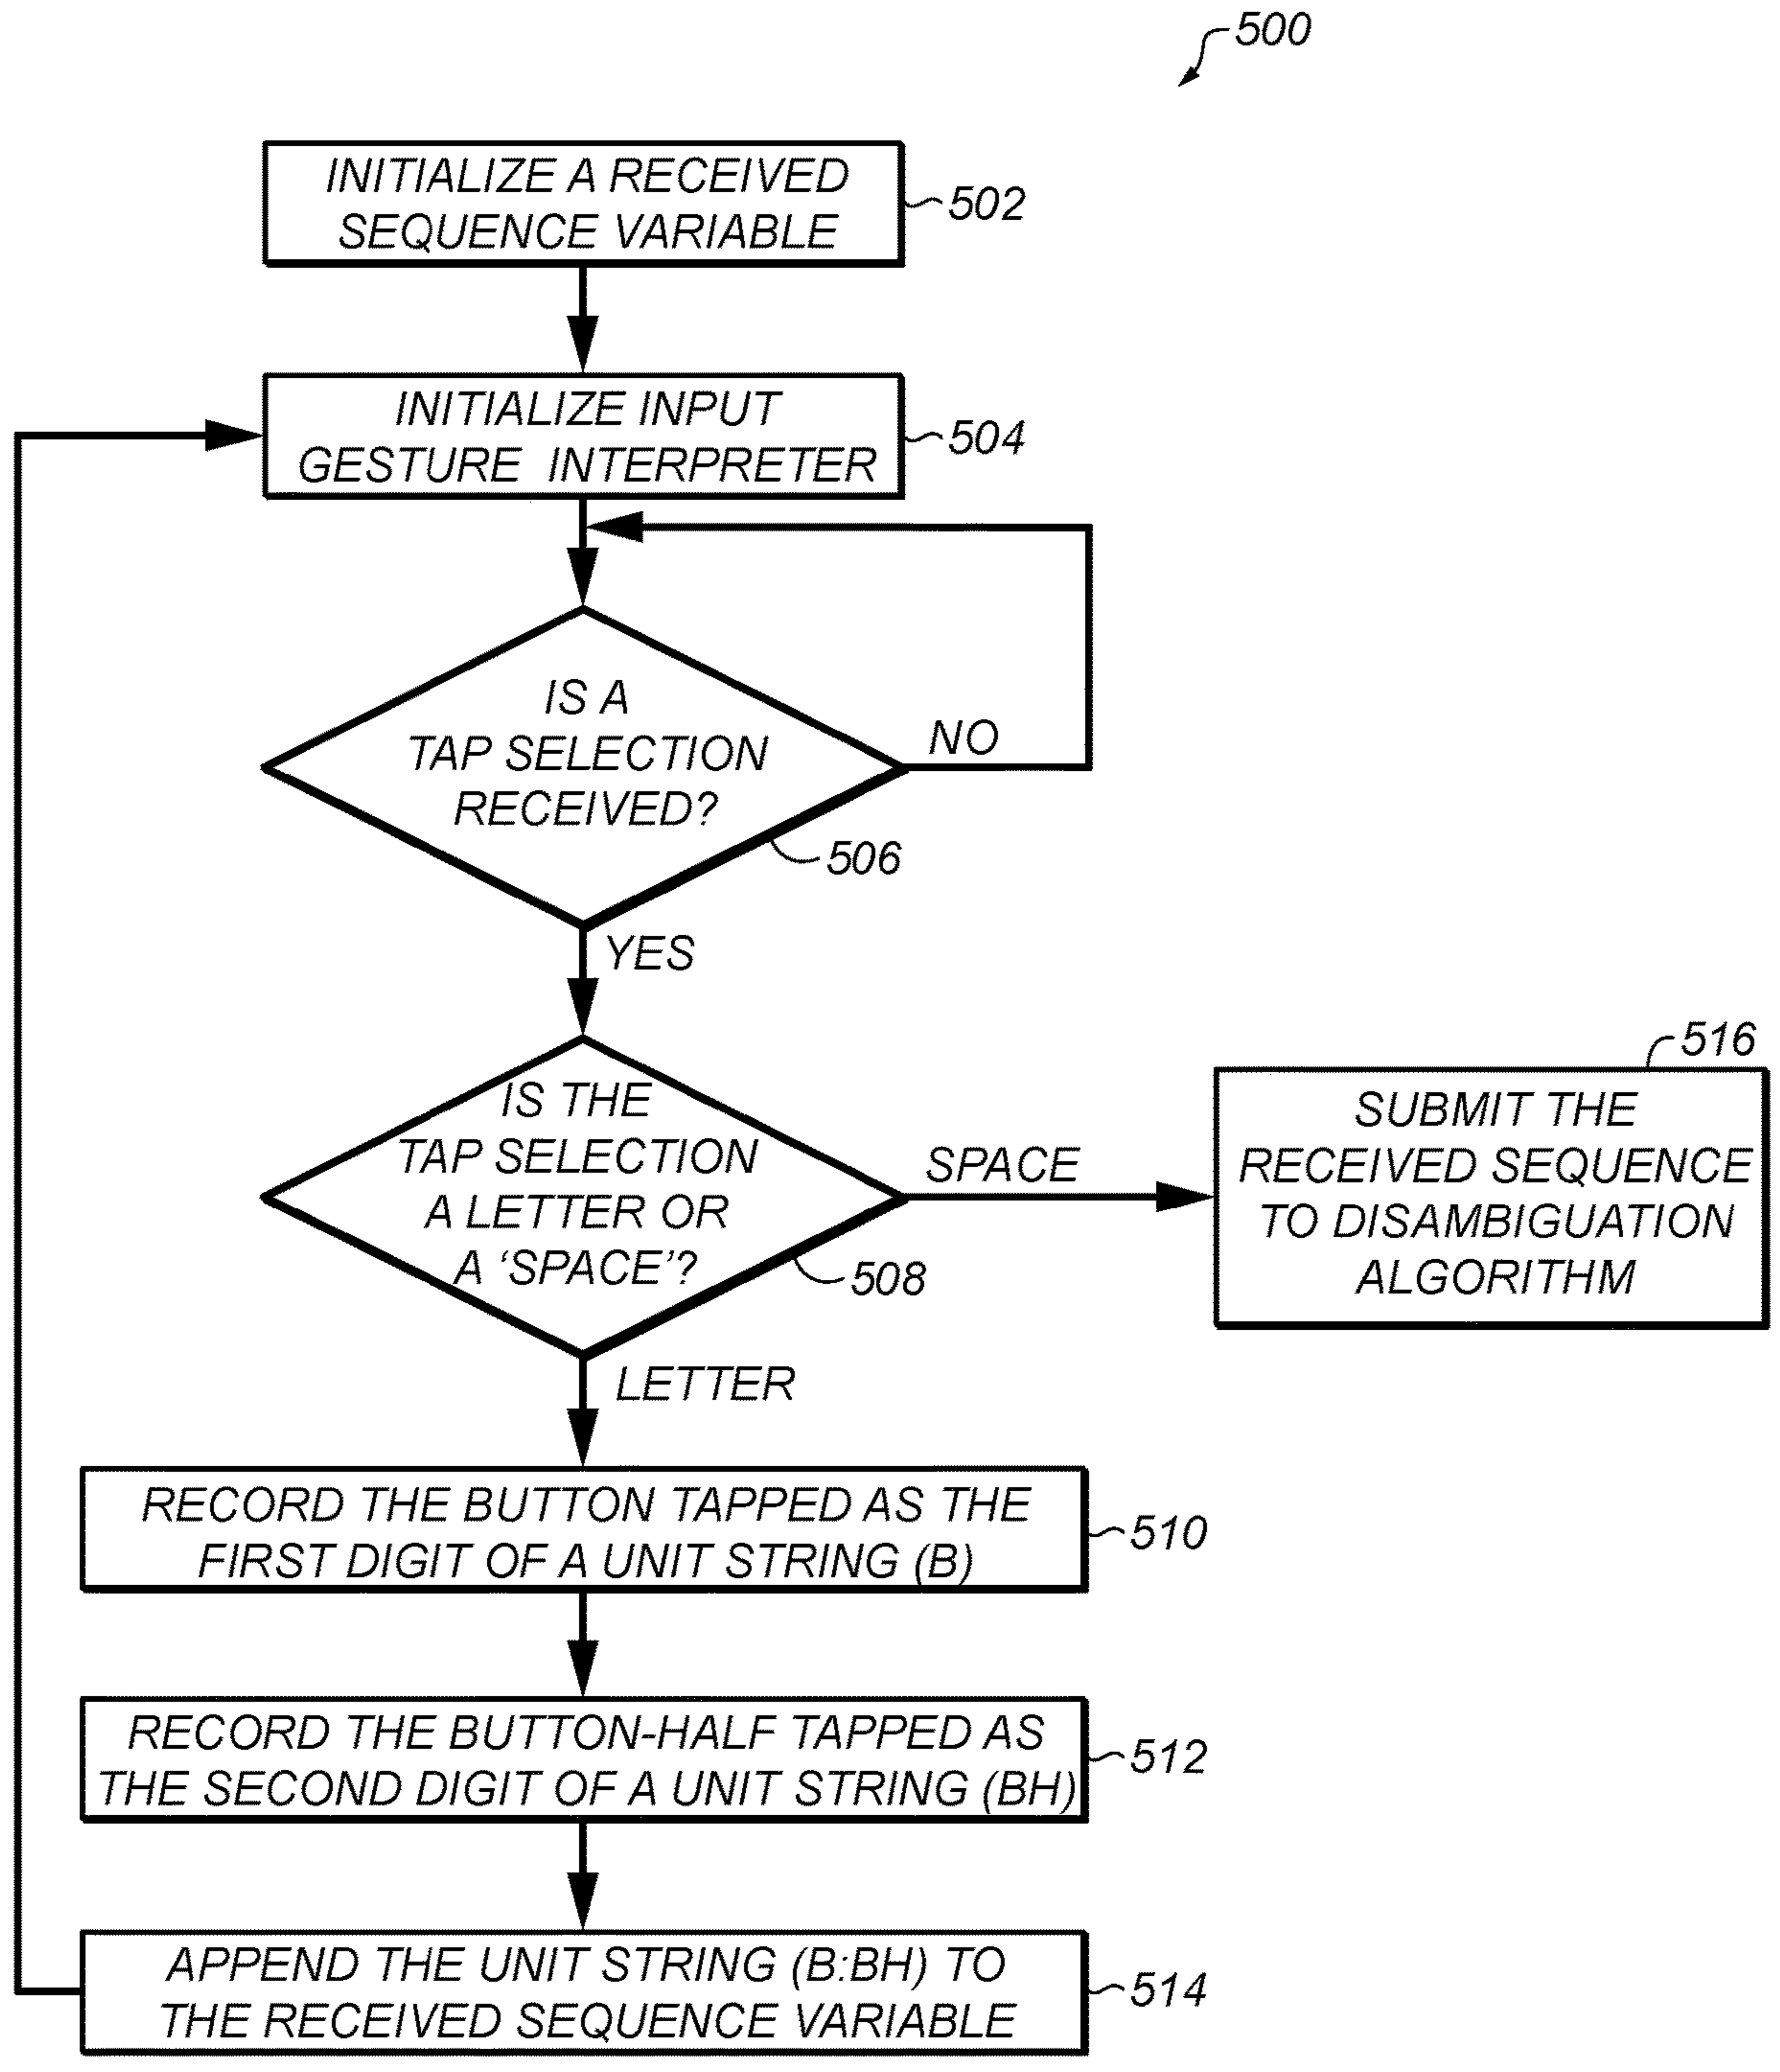 500
INITIALIZE A RECEIVED
SEQUENCE VARIABLE
502
INITIALIZE INPUT
GESTURE INTERPRETER
504
IS A
TAP SELECTION
RECEIVED?
NO
506
YES
IS THE
TAP SELECTION
A LETTER OR
A ‘SPACE’?
508
SPACE
516
SUBMIT THE
RECEIVED SEQUENCE
TO DISAMBIGUATION
ALGORITHM
LETTER
RECORD THE BUTTON TAPPED AS THE
FIRST DIGIT OF A UNIT STRING (B)
510
RECORD THE BUTTON-HALF TAPPED AS
THE SECOND DIGIT OF A UNIT STRING (BH)
512
APPEND THE UNIT STRING (B:BH) TO
THE RECEIVED SEQUENCE VARIABLE
514